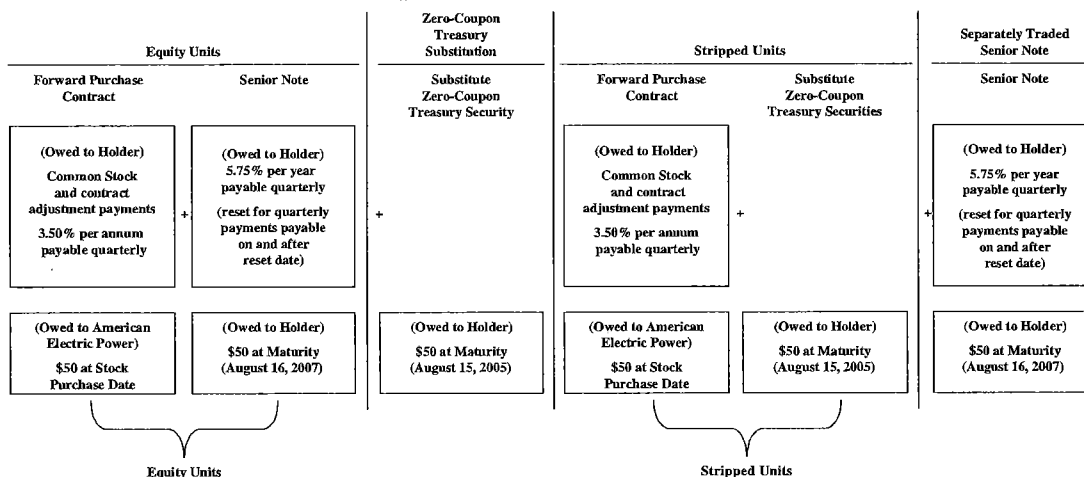 Equity Units
Forward Purchase
Contract
Senior Note
(Owed to Holder)
Common Stock
and contract
adjustment payments
3.50% per annum
payable quarterly
+
(Owed to Holder)
5.75% per year
payable quarterly
(reset for quarterly
payments payable
on and after
reset date)
(Owed to American
Electric Power)
$50 at Stock
Purchase Date
(Owed to Holder)
$50 at Maturity
(August 16, 2007)
Equity Units
+
Zero-Coupon
Treasury
Substitution
Substitute
Zero-Coupon
Treasury Security
(Owed to Holder)
$50 at Maturity
(August 15, 2005)
Stripped Units
Forward Purchase
Contract
Substitute
Zero-Coupon
Treasury Securities
(Owed to Holder)
Common Stock
and contract
adjustment payments
3.50% per annum
payable quarterly
+
(Owed to American
Electric Power)
$50 at Stock
Purchase Date
(Owed to Holder)
$50 at Maturity
(August 15, 2005)
Stripped Units
+
Separately Traded
Senior Note
Senior Note
(Owed to Holder)
5.75% per year
payable quarterly
(reset for quarterly
payments payable
on and after
reset date)
(Owed to Holder)
$50 at Maturity
(August 16, 2007)